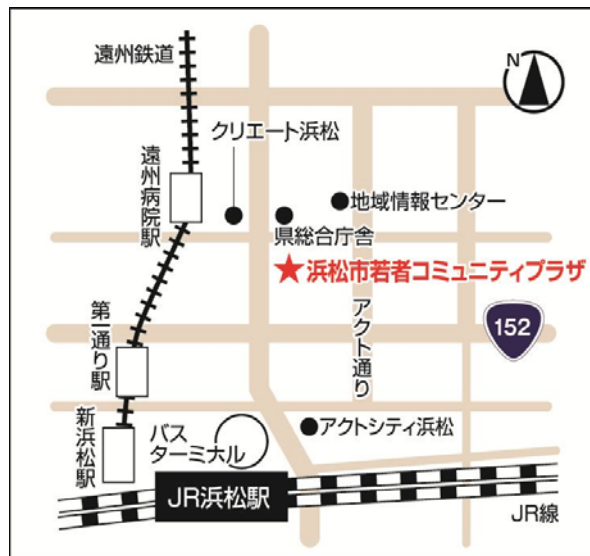 遠州鉄道
N
クリエート浜松
遠州病院駅
地域情報センター
県総合庁舎
★浜松市若者コミュニティプラザ
152
アクト通り
第一通り駅
新浜松駅
バス
ターミナル
アクトシティ浜松
JR浜松駅
JR線